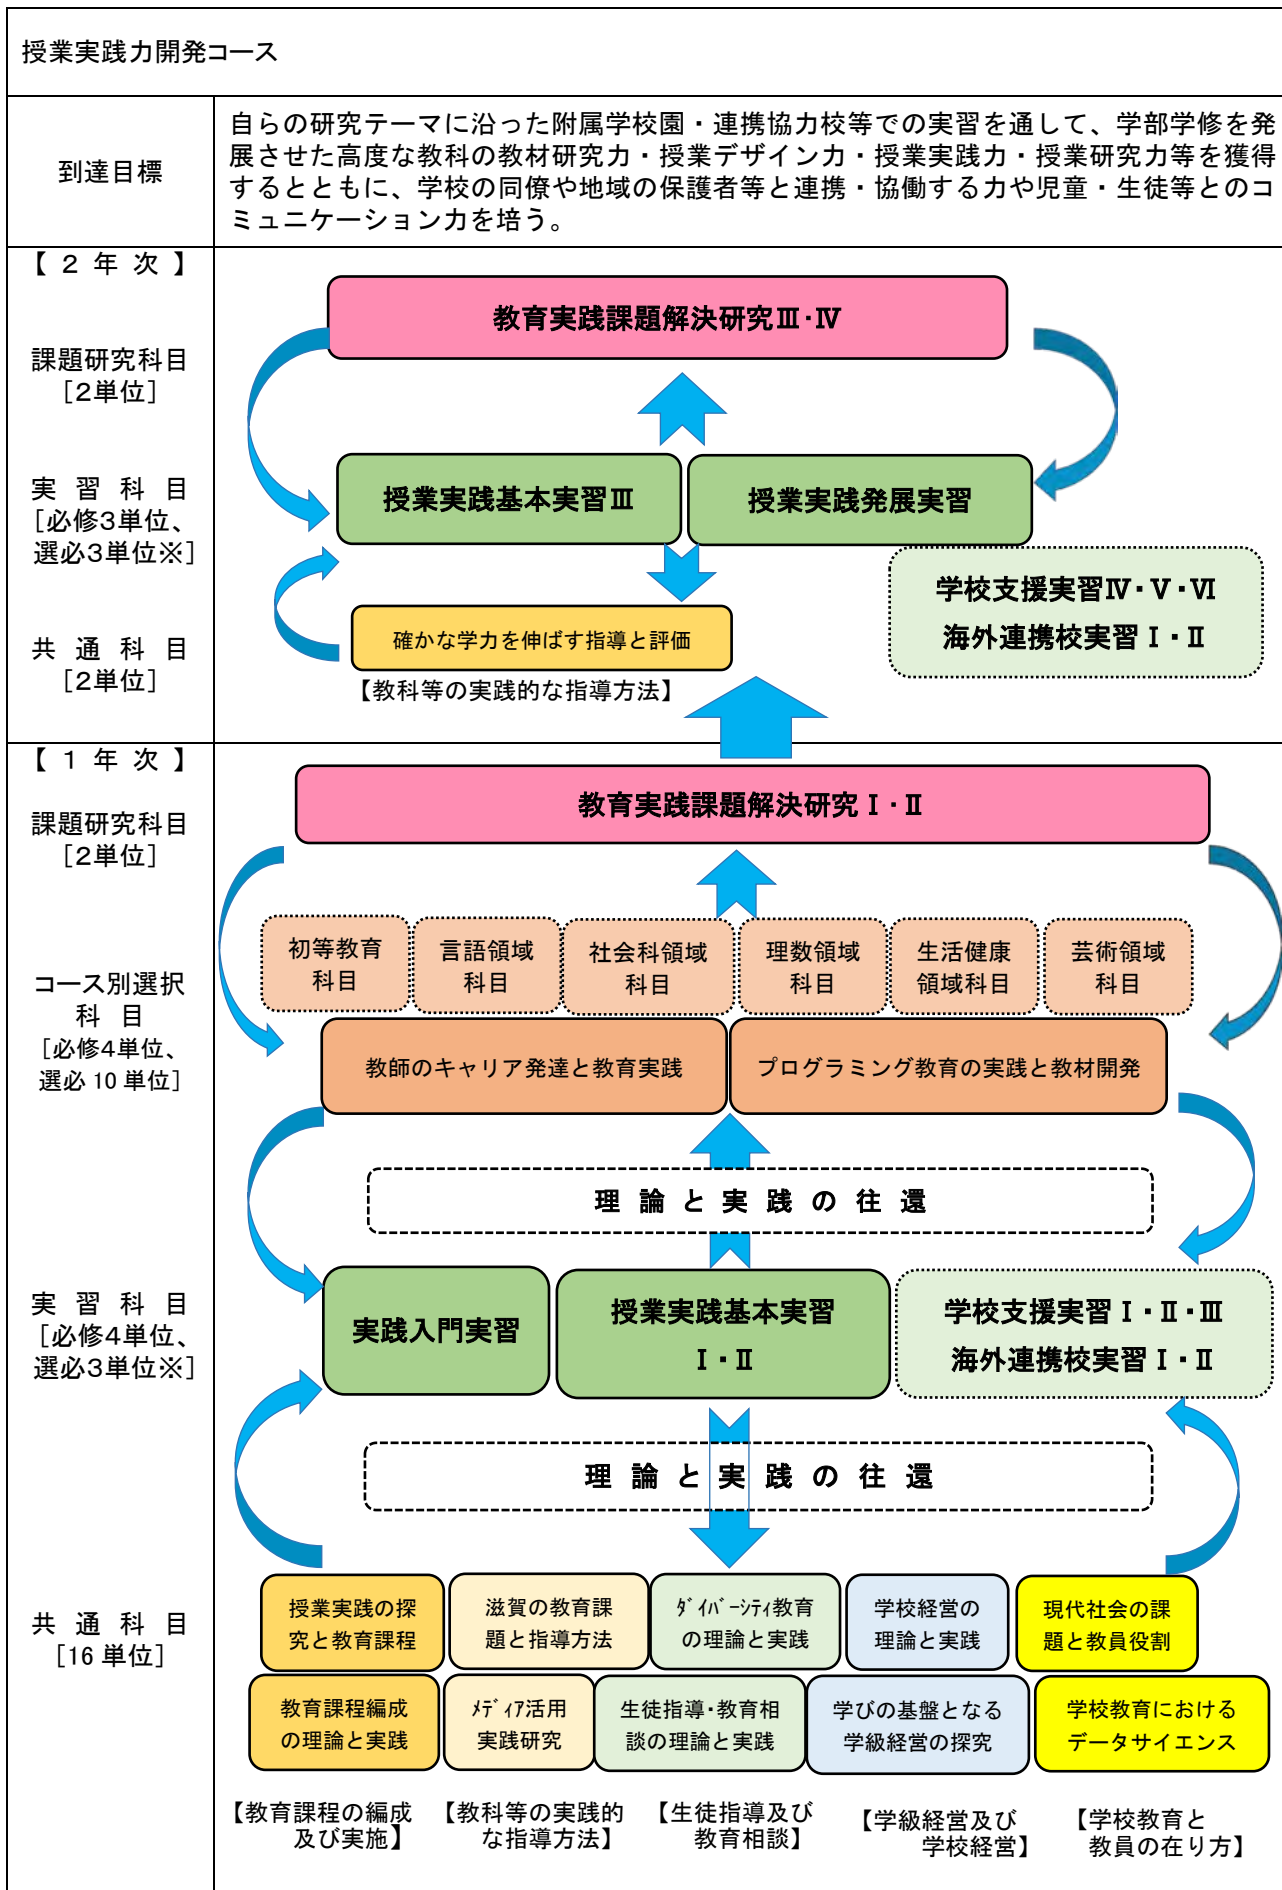 授業実践力開発コース
到達目標
自らの研究テーマに沿った附属学校園・連携協力校等での実習を通して、学部学修を発
展させた高度な教科の教材研究力・授業デザイン力・授業実践力・授業研究力等を獲得
するとともに、学校の同僚や地域の保護者等と連携・協働する力や児童・生徒等とのコ
ミュニケーション力を培う。
【２年次】
課題研究科目
［2単位］
実習科目
［必修3単位、
選必3単位※］
共通科目
［2単位］
教育実践課題解決研究Ⅲ・Ⅳ
授業実践基本実習Ⅲ
授業実践発展実習
学校支援実習Ⅳ・Ⅴ・Ⅵ
海外連携校実習Ⅰ・Ⅱ
確かな学力を伸ばす指導と評価
【教科等の実践的な指導方法】
【１年次】
課題研究科目
［2単位］
コース別選択
科目
［必修4単位、
選必10単位］
実習科目
［必修4単位、
選必3単位※］
共通科目
［16単位］
教育実践課題解決研究Ⅰ・Ⅱ
初等教育
科目
言語領域
科目
社会科領域
科目
理数領域
科目
生活健康
領域科目
芸術領域
科目
教師のキャリア発達と教育実践
プログラミング教育の実践と教材開発
理論と実践の往還
実践入門実習
授業実践基本実習
Ⅰ・Ⅱ
学校支援実習Ⅰ・Ⅱ・Ⅲ
海外連携校実習Ⅰ・Ⅱ
理論と実践の往還
授業実践の探
究と教育課程
滋賀の教育課
題と指導方法
ﾀﾞｲﾊﾞｰｼﾃｨ教育
の理論と実践
学校経営の
理論と実践
現代社会の課
題と教員役割
教育課程編成
の理論と実践
ﾒﾃﾞｨｱ活用
実践研究
生徒指導･教育相
談の理論と実践
学びの基盤となる
学級経営の探究
学校教育における
データサイエンス
【教育課程の編成
及び実施】
【教科等の実践的
な指導方法】
【生徒指導及び
教育相談】
【学級経営及び
学校経営】
【学校教育と
教員の在り方】